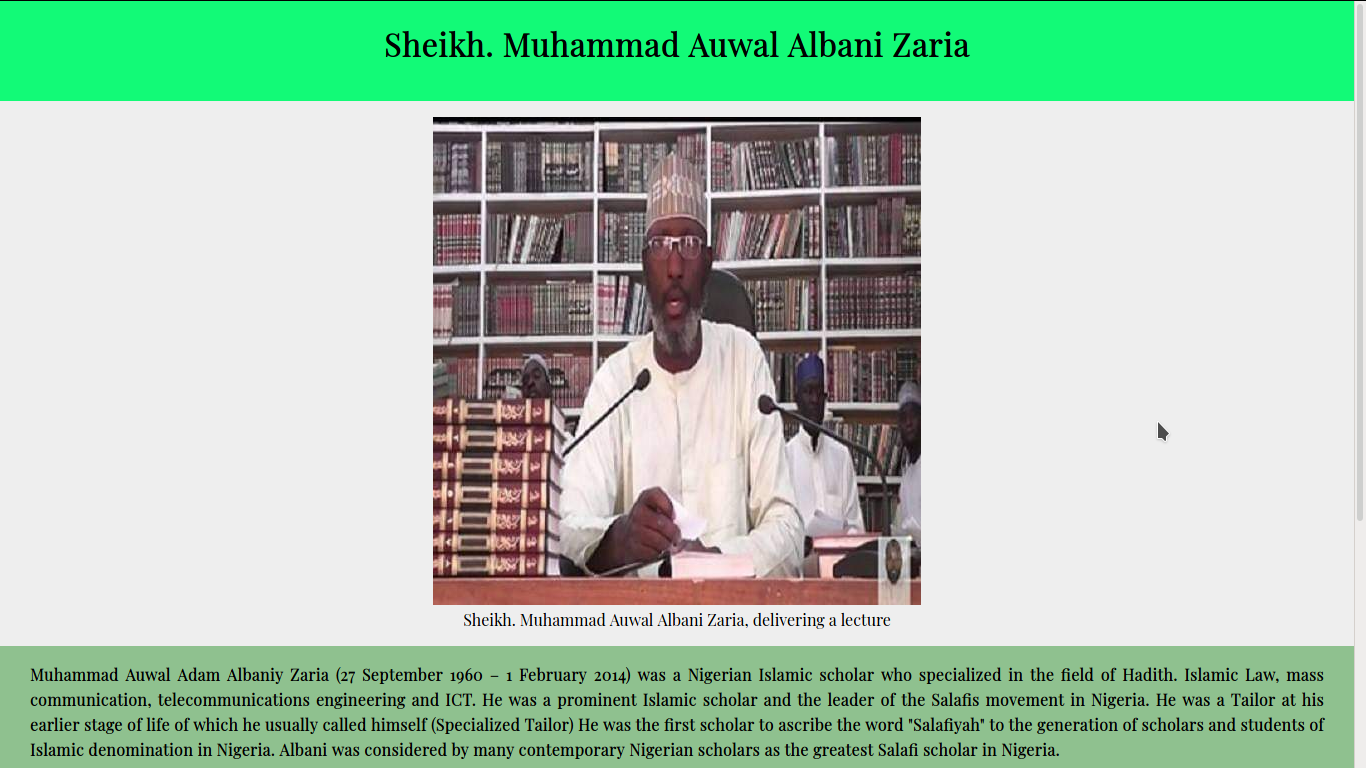 Sheikh. Muhammad Auwal Albani Zaria
Sheikh. Muhammad Auwal Albani Zaria, delivering a lecture
Muhammad Auwal Adam Albaniy Zaria (27 September 1960 – 1 February 2014) was a Nigerian Islamic scholar who specialized in the field of Hadith. Islamic Law, mass
communication, telecommunications engineering and ICT. He was a prominent Islamic scholar and the leader of the Salafis movement in Nigeria. He was a Tailor at his
earlier stage of life of which he usually called himself (Specialized Tailor) He was the first scholar to ascribe the word "Salafiyah" to the generation of scholars and students of
Islamic denomination in Nigeria. Albani was considered by many contemporary Nigerian scholars as the greatest Salafi scholar in Nigeria.